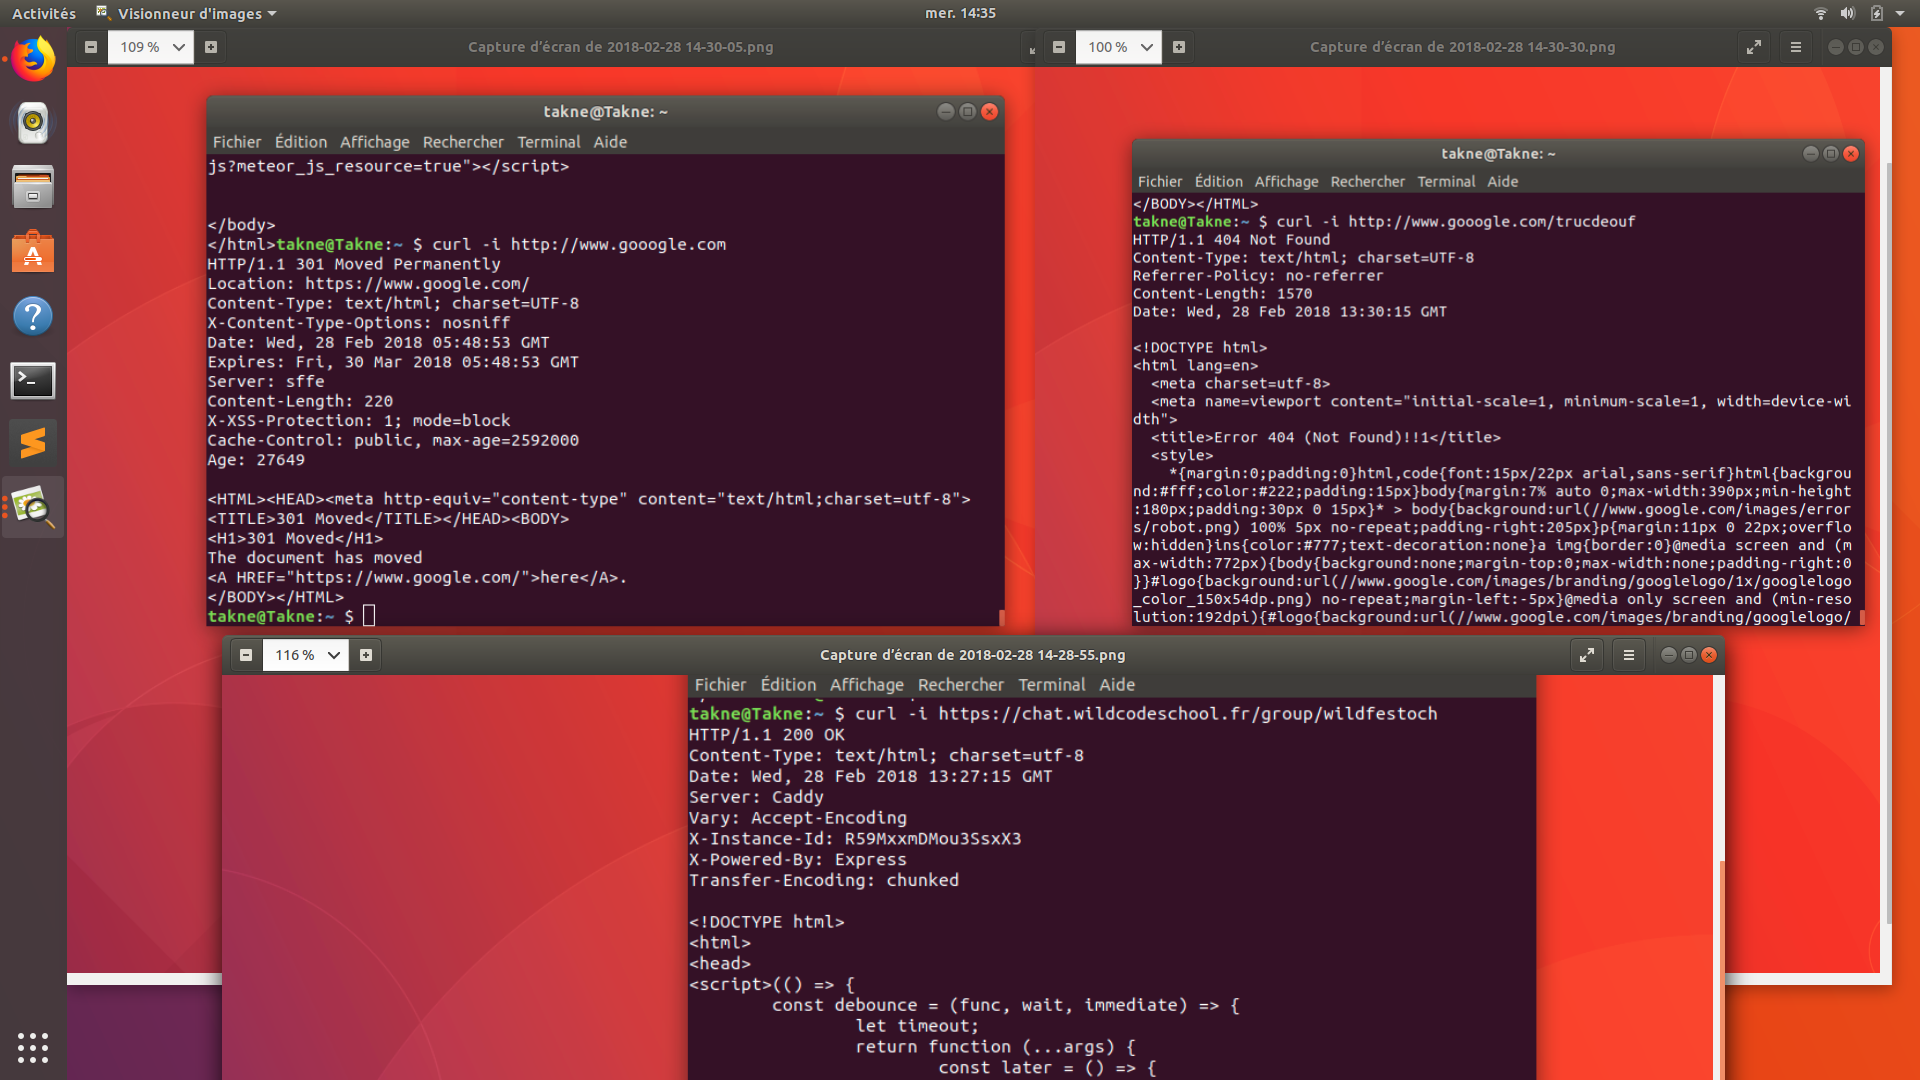 Activités
Visionneur d'images
mer. 14:35
109 %
Capture d'écran de 2018-02-28 14-30-05.png
100 %
Capture d'écran de 2018-02-28 14-30-30.png
takne@Takne: ~
Fichier Édition Affichage Rechercher Terminal Aide
js?meteor_js_resource=true"></script>
</body>
</html>takne@Takne:~ $ curl -i http://www.gooogle.com
HTTP/1.1 301 Moved Permanently
Location: https://www.google.com/
Content-Type: text/html; charset=UTF-8
X-Content-Type-Options: nosniff
Date: Wed, 28 Feb 2018 05:48:53 GMT
Expires: Fri, 30 Mar 2018 05:48:53 GMT
Server: sffe
Content-Length: 220
X-XSS-Protection: 1; mode=block
Cache-Control: public, max-age=2592000
Age: 27649
<HTML><HEAD><meta http-equiv="content-type" content="text/html;charset=utf-8">
<TITLE>301 Moved</TITLE></HEAD><BODY>
<H1>301 Moved</H1>
The document has moved
<A HREF="https://www.google.com/">here</A>.
</BODY></HTML>
takne@Takne:~ $
takne@Takne: ~
Fichier Édition Affichage Rechercher Terminal Aide
</BODY></HTML>
takne@Takne:~ $ curl -i http://www.gooogle.com/trucdeouf
HTTP/1.1 404 Not Found
Content-Type: text/html; charset=UTF-8
Referrer-Policy: no-referrer
Content-Length: 1570
Date: Wed, 28 Feb 2018 13:30:15 GMT
<!DOCTYPE html>
<html lang=en>
<meta charset=utf-8>
<meta name=viewport content="initial-scale=1, minimum-scale=1, width=device-wi
dth">
<title>Error 404 (Not Found)!!1</title>
<style>
*{margin:0;padding:0}html,code{font:15px/22px arial,sans-serif}html{backgrou
nd:#fff;color:#222;padding:15px}body{margin:7% auto 0;max-width:390px;min-height
:180px;padding:30px 0 15px}* > body{background:url(//www.google.com/images/error
s/robot.png) 100% 5px no-repeat;padding-right:205px}p{margin:11px 0 22px;overflo
w:hidden}ins{color:#777;text-decoration:none}a img{border:0}@media screen and (m
ax-width:772px){body{background:none;margin-top:0;max-width:none;padding-right:0
}}#logo{background:url(//www.google.com/images/branding/googlelogo/1x/googlelogo
_color_150x54dp.png) no-repeat;margin-left:-5px}@media only screen and (min-reso
lution:192dpi){#logo{background:url(//www.google.com/images/branding/googlelogo/
116 %
Capture d'écran de 2018-02-28 14-28-55.png
Fichier Édition Affichage Rechercher Terminal Aide
takne@Takne:~ $ curl -i https://chat.wildcodeschool.fr/group/wildfestoch
HTTP/1.1 200 OK
Content-Type: text/html; charset=utf-8
Date: Wed, 28 Feb 2018 13:27:15 GMT
Server: Caddy
Vary: Accept-Encoding
X-Instance-Id: R59MxxmDMou3SsxX3
X-Powered-By: Express
Transfer-Encoding: chunked
<!DOCTYPE html>
<html>
<head>
<script>(() => {
const debounce = (func, wait, immediate) => {
let timeout;
return function (...args) {
const later = () => {